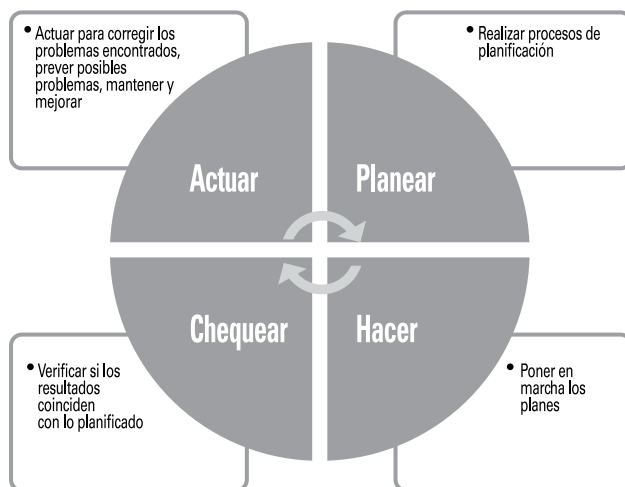 • Actuar para corregir los
problemas encontrados,
prever posibles
problemas, mantener y
mejorar
• Realizar procesos de
planificación
Actuar
Planear
Chequear
Hacer
• Verificar si los
resultados
coinciden
con lo planificado
• Poner en
marcha los
planes